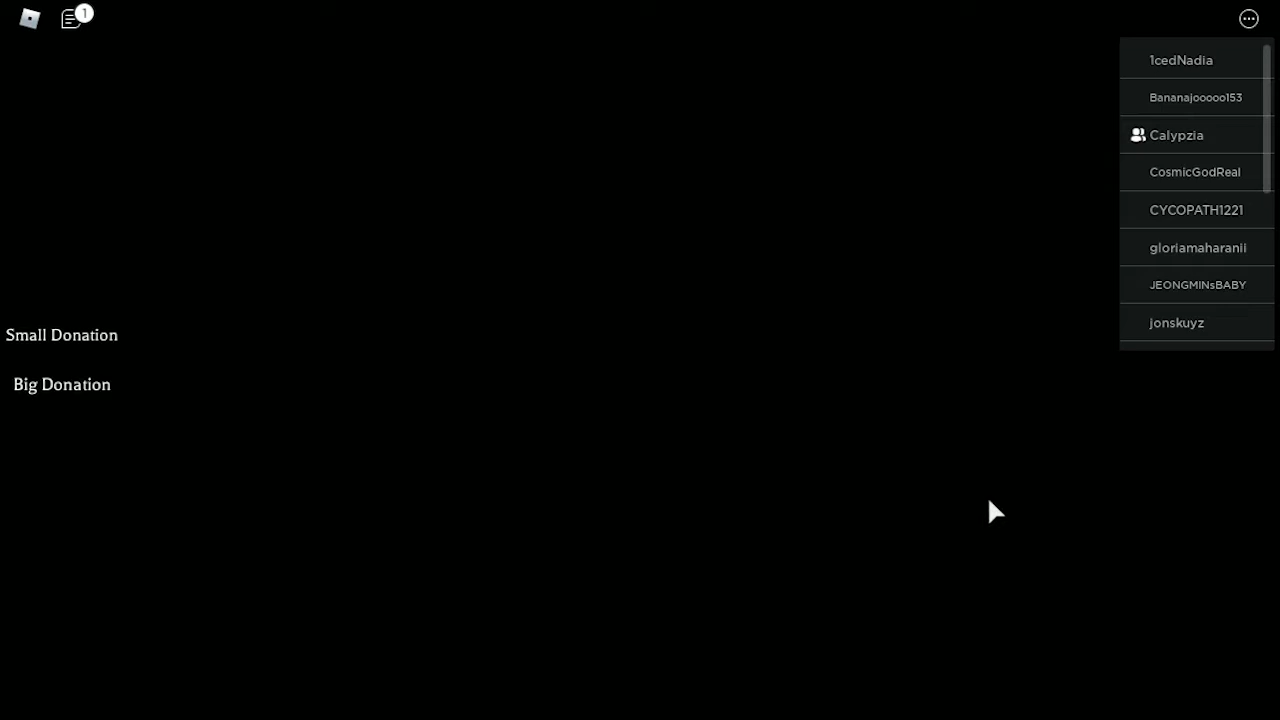 1
1cedNadia
Bananajooooo153
Calypzia
CosmicGodReal
CYCOPATH1221
gloriamaharanii
JEONGMINsBABY
jonskuyz
Small Donation
Big Donation